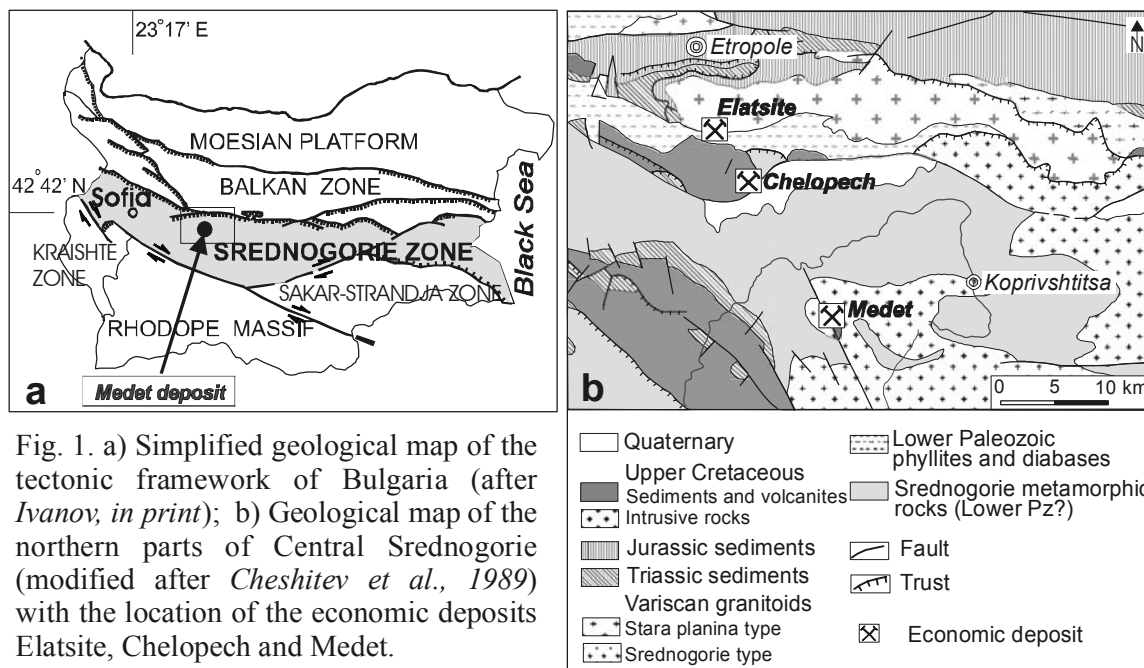 23°17' E
42°42' N
MOESIAN PLATFORM
BALKAN ZONE
Sofia
SREDNOGORIE ZONE
Black Sea
KRAISHTE
ZONE
SAKAR-STRANDJA ZONE
RHODOPE MASSIF
Medet deposit
a
Etropole
N
Elatsite
Chelopech
Koprivshtitsa
Medet
0 5 10 km
b
Fig. 1. a) Simplified geological map of the
tectonic framework of Bulgaria (after
Ivanov, in print); b) Geological map of the
northern parts of Central Srednogorie
(modified after Cheshitev et al., 1989)
with the location of the economic deposits
Elatsite, Chelopech and Medet.
Quaternary
Upper Cretaceous
Sediments and volcanites
Intrusive rocks
Jurassic sediments
Triassic sediments
Variscan granitoids
Stara planina type
Srednogorie type
Lower Paleozoic
phyllites and diabases
Srednogorie metamorphic
rocks (Lower Pz?)
Fault
Trust
Economic deposit